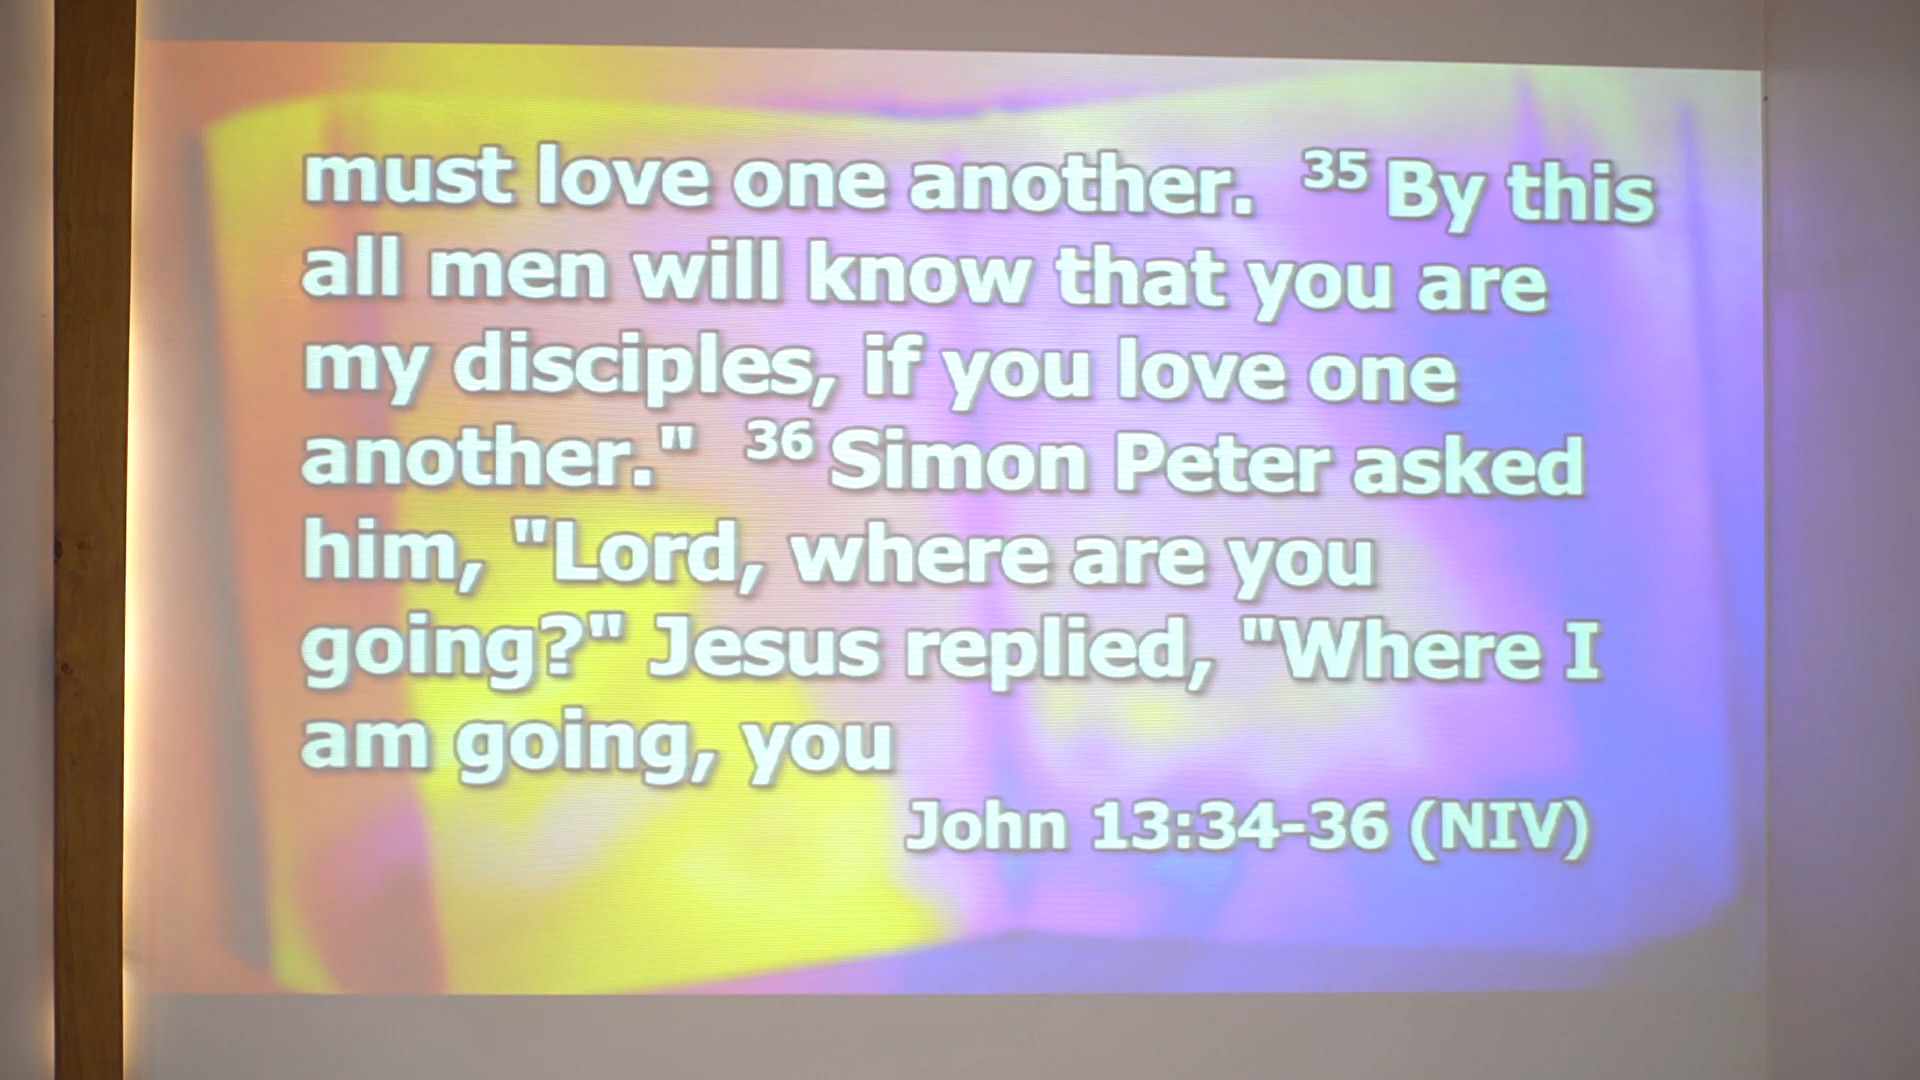 must love one another. 35 By this
all men will know that you are
my disciples, if you love one
another." 36 Simon Peter asked
him, "Lord, where are you
going?" Jesus replied, "Where I
am going, you
John 13:34-36 (NIV)